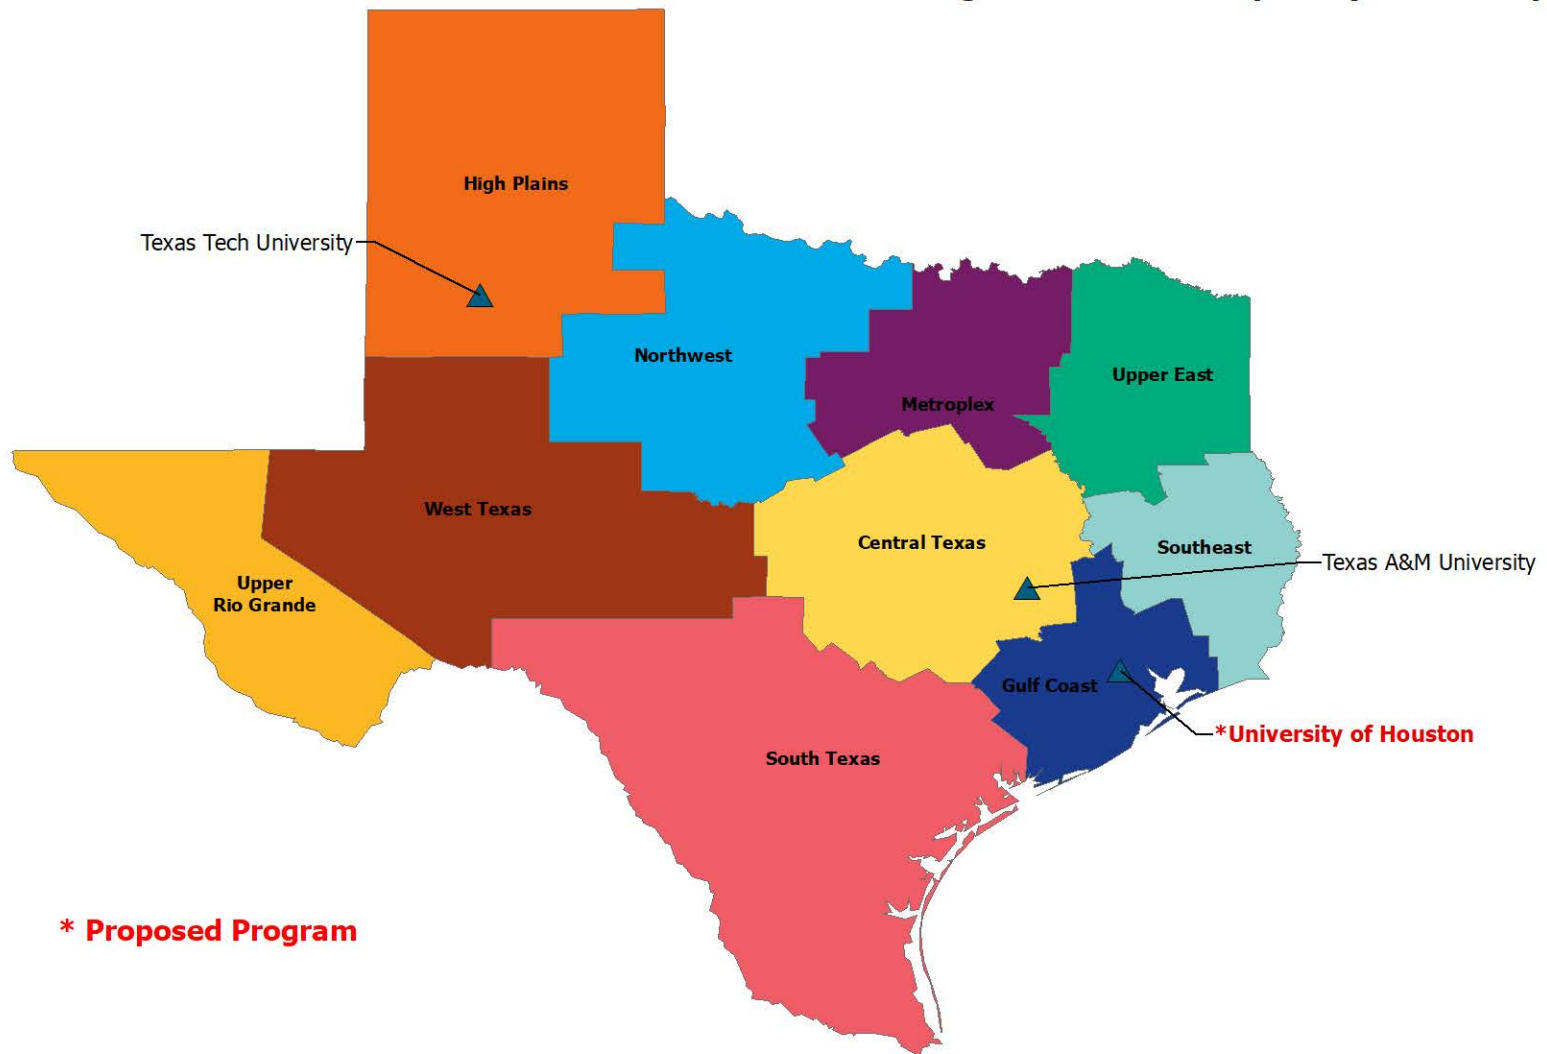 High Plains
Texas Tech University
Northwest
Upper East
Metroplex
West Texas
Central Texas
Southeast
Texas A&M University
Upper
Rio Grande
Gulf Coast
*University of Houston
South Texas
* Proposed Program